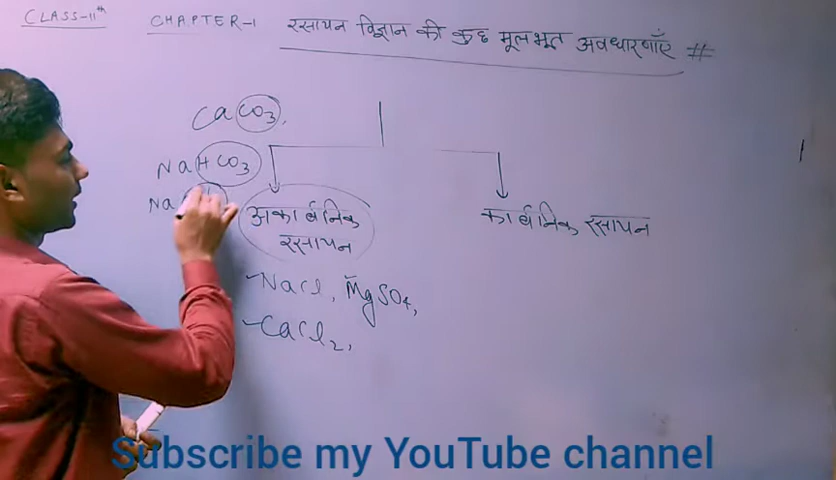 CLASS-11th CHAPTER-1 रसायन विज्ञान की कुछ मूलभूत अवधारणाएँ #
CaCO3,
NaHCO3
Na
अकार्बनिक
रसायन
कार्बनिक रसायन
NaCl, MgSO4,
CaCl2,
Subscribe my YouTube channel